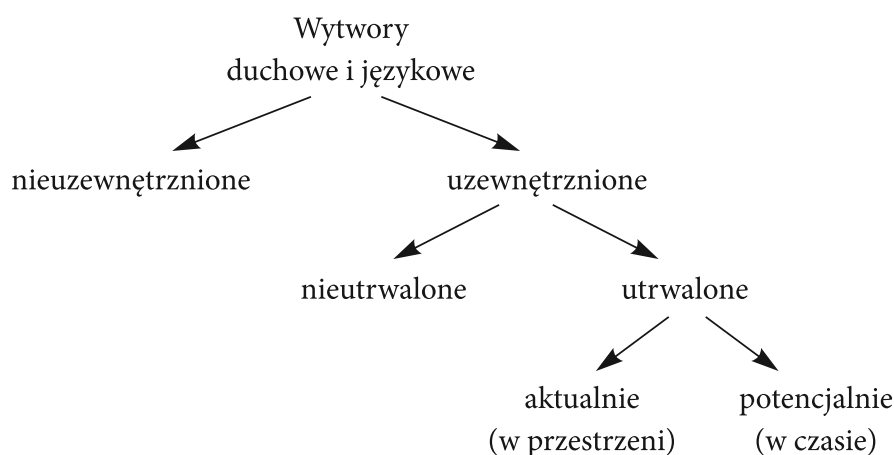 Wytwory
duchowe i językowe
nieuzewnętrznione
uzewnętrznione
nieutrwalone
utrwalone
aktualnie
(w przestrzeni)
potencjalnie
(w czasie)